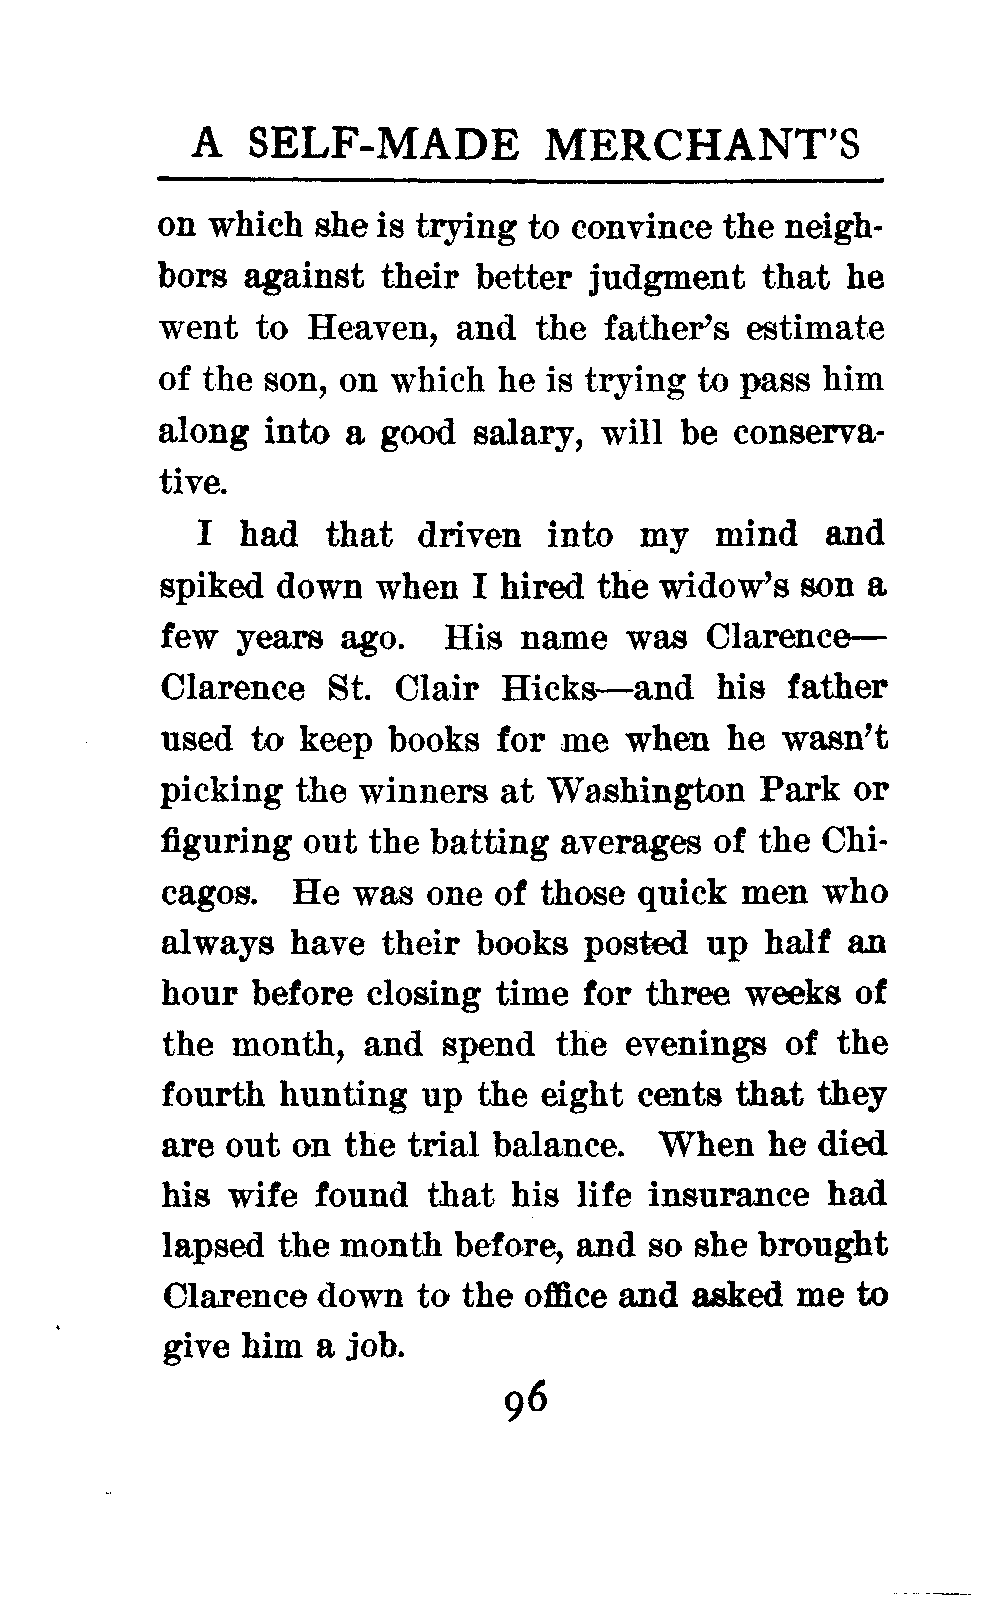 A SELF-MADE MERCHANT'S
on which she is trying to convince the neigh-
bors against their better judgment that he
went to Heaven, and the father's estimate
of the son, on which he is trying to pass him
along into a good salary, will be conserva-
tive.
I had that driven into my mind and
spiked down when I hired the widow's son a
few years ago. His name was Clarence—
Clarence St. Clair Hicks—and his father
used to keep books for me when he wasn't
picking the winners at Washington Park or
figuring out the batting averages of the Chi-
cagos. He was one of those quick men who
always have their books posted up half an
hour before closing time for three weeks of
the month, and spend the evenings of the
fourth hunting up the eight cents that they
are out on the trial balance. When he died
his wife found that his life insurance had
lapsed the month before, and so she brought
Clarence down to the office and asked me to
give him a job.
96